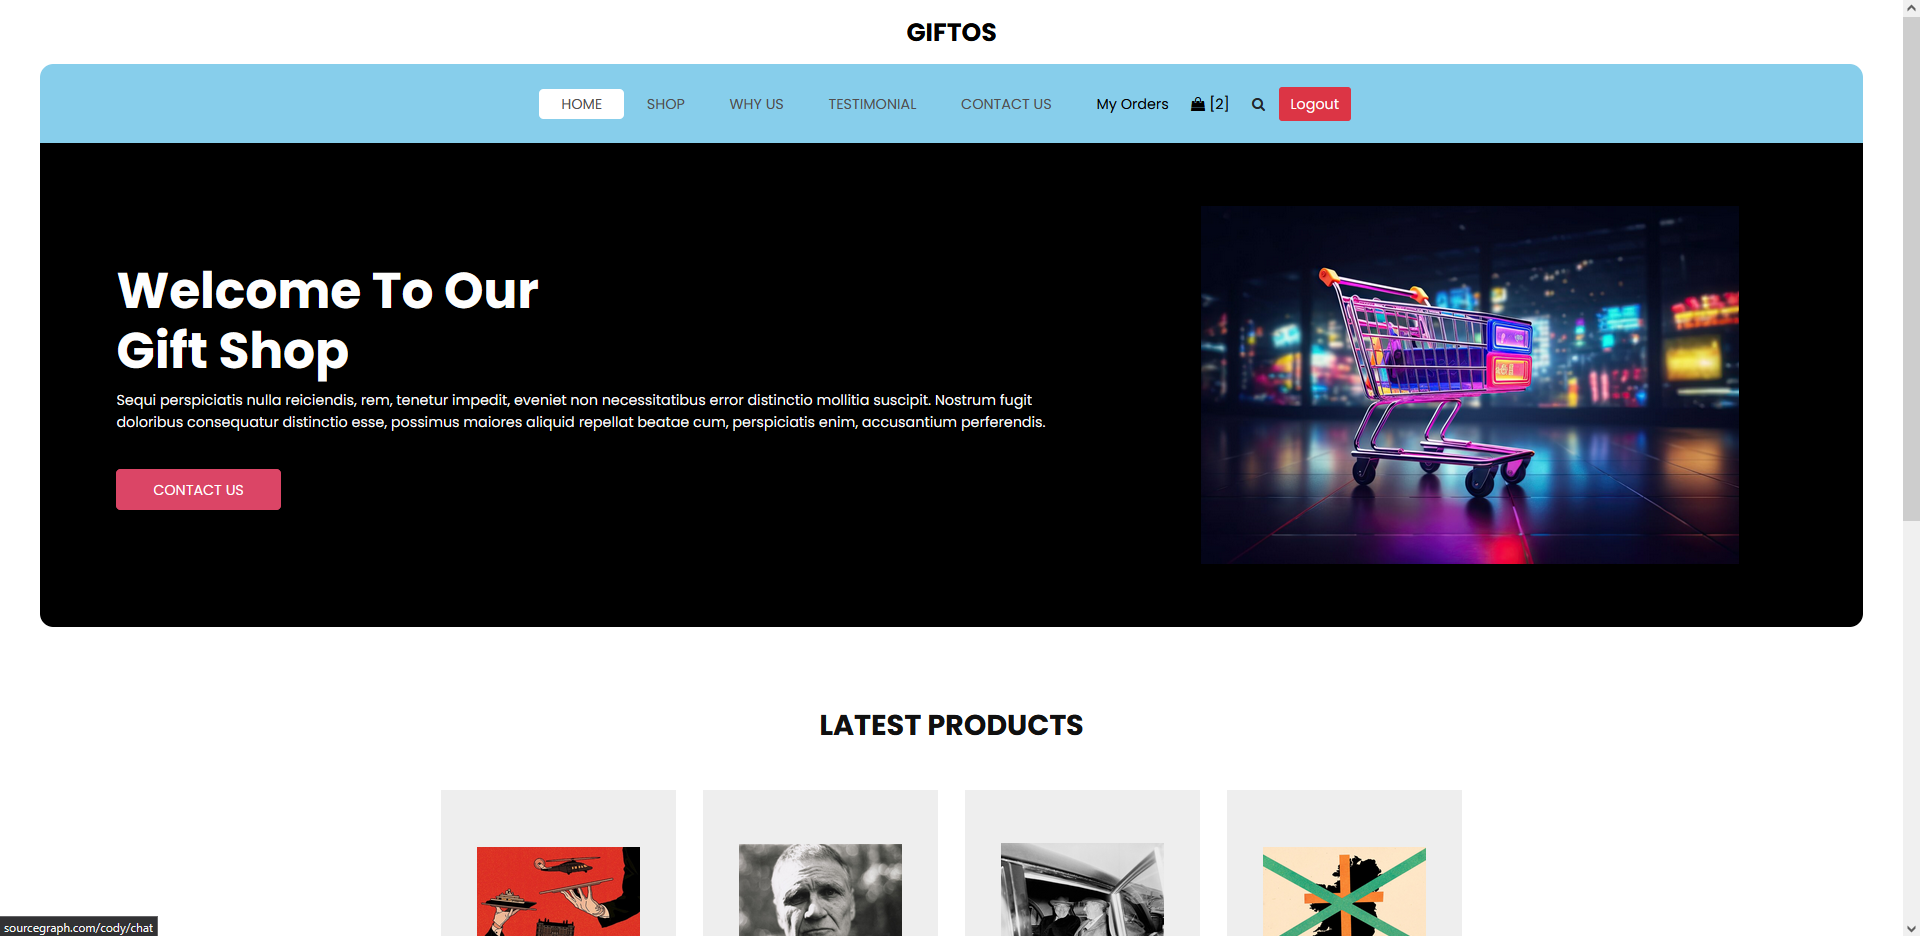 GIFTOS
HOME SHOP WHY US TESTIMONIAL CONTACT US My Orders [2] Logout
Welcome To Our
Gift Shop
Sequi perspiciatis nulla reiciendis, rem, tenetur impedit, eveniet non necessitatibus error distinctio mollitia suscipit. Nostrum fugit
doloribus consequatur distinctio esse, possimus maiores aliquid repellat beatae cum, perspiciatis enim, accusantium perferendis.
CONTACT US
LATEST PRODUCTS
sourcegraph.com/cody/chat